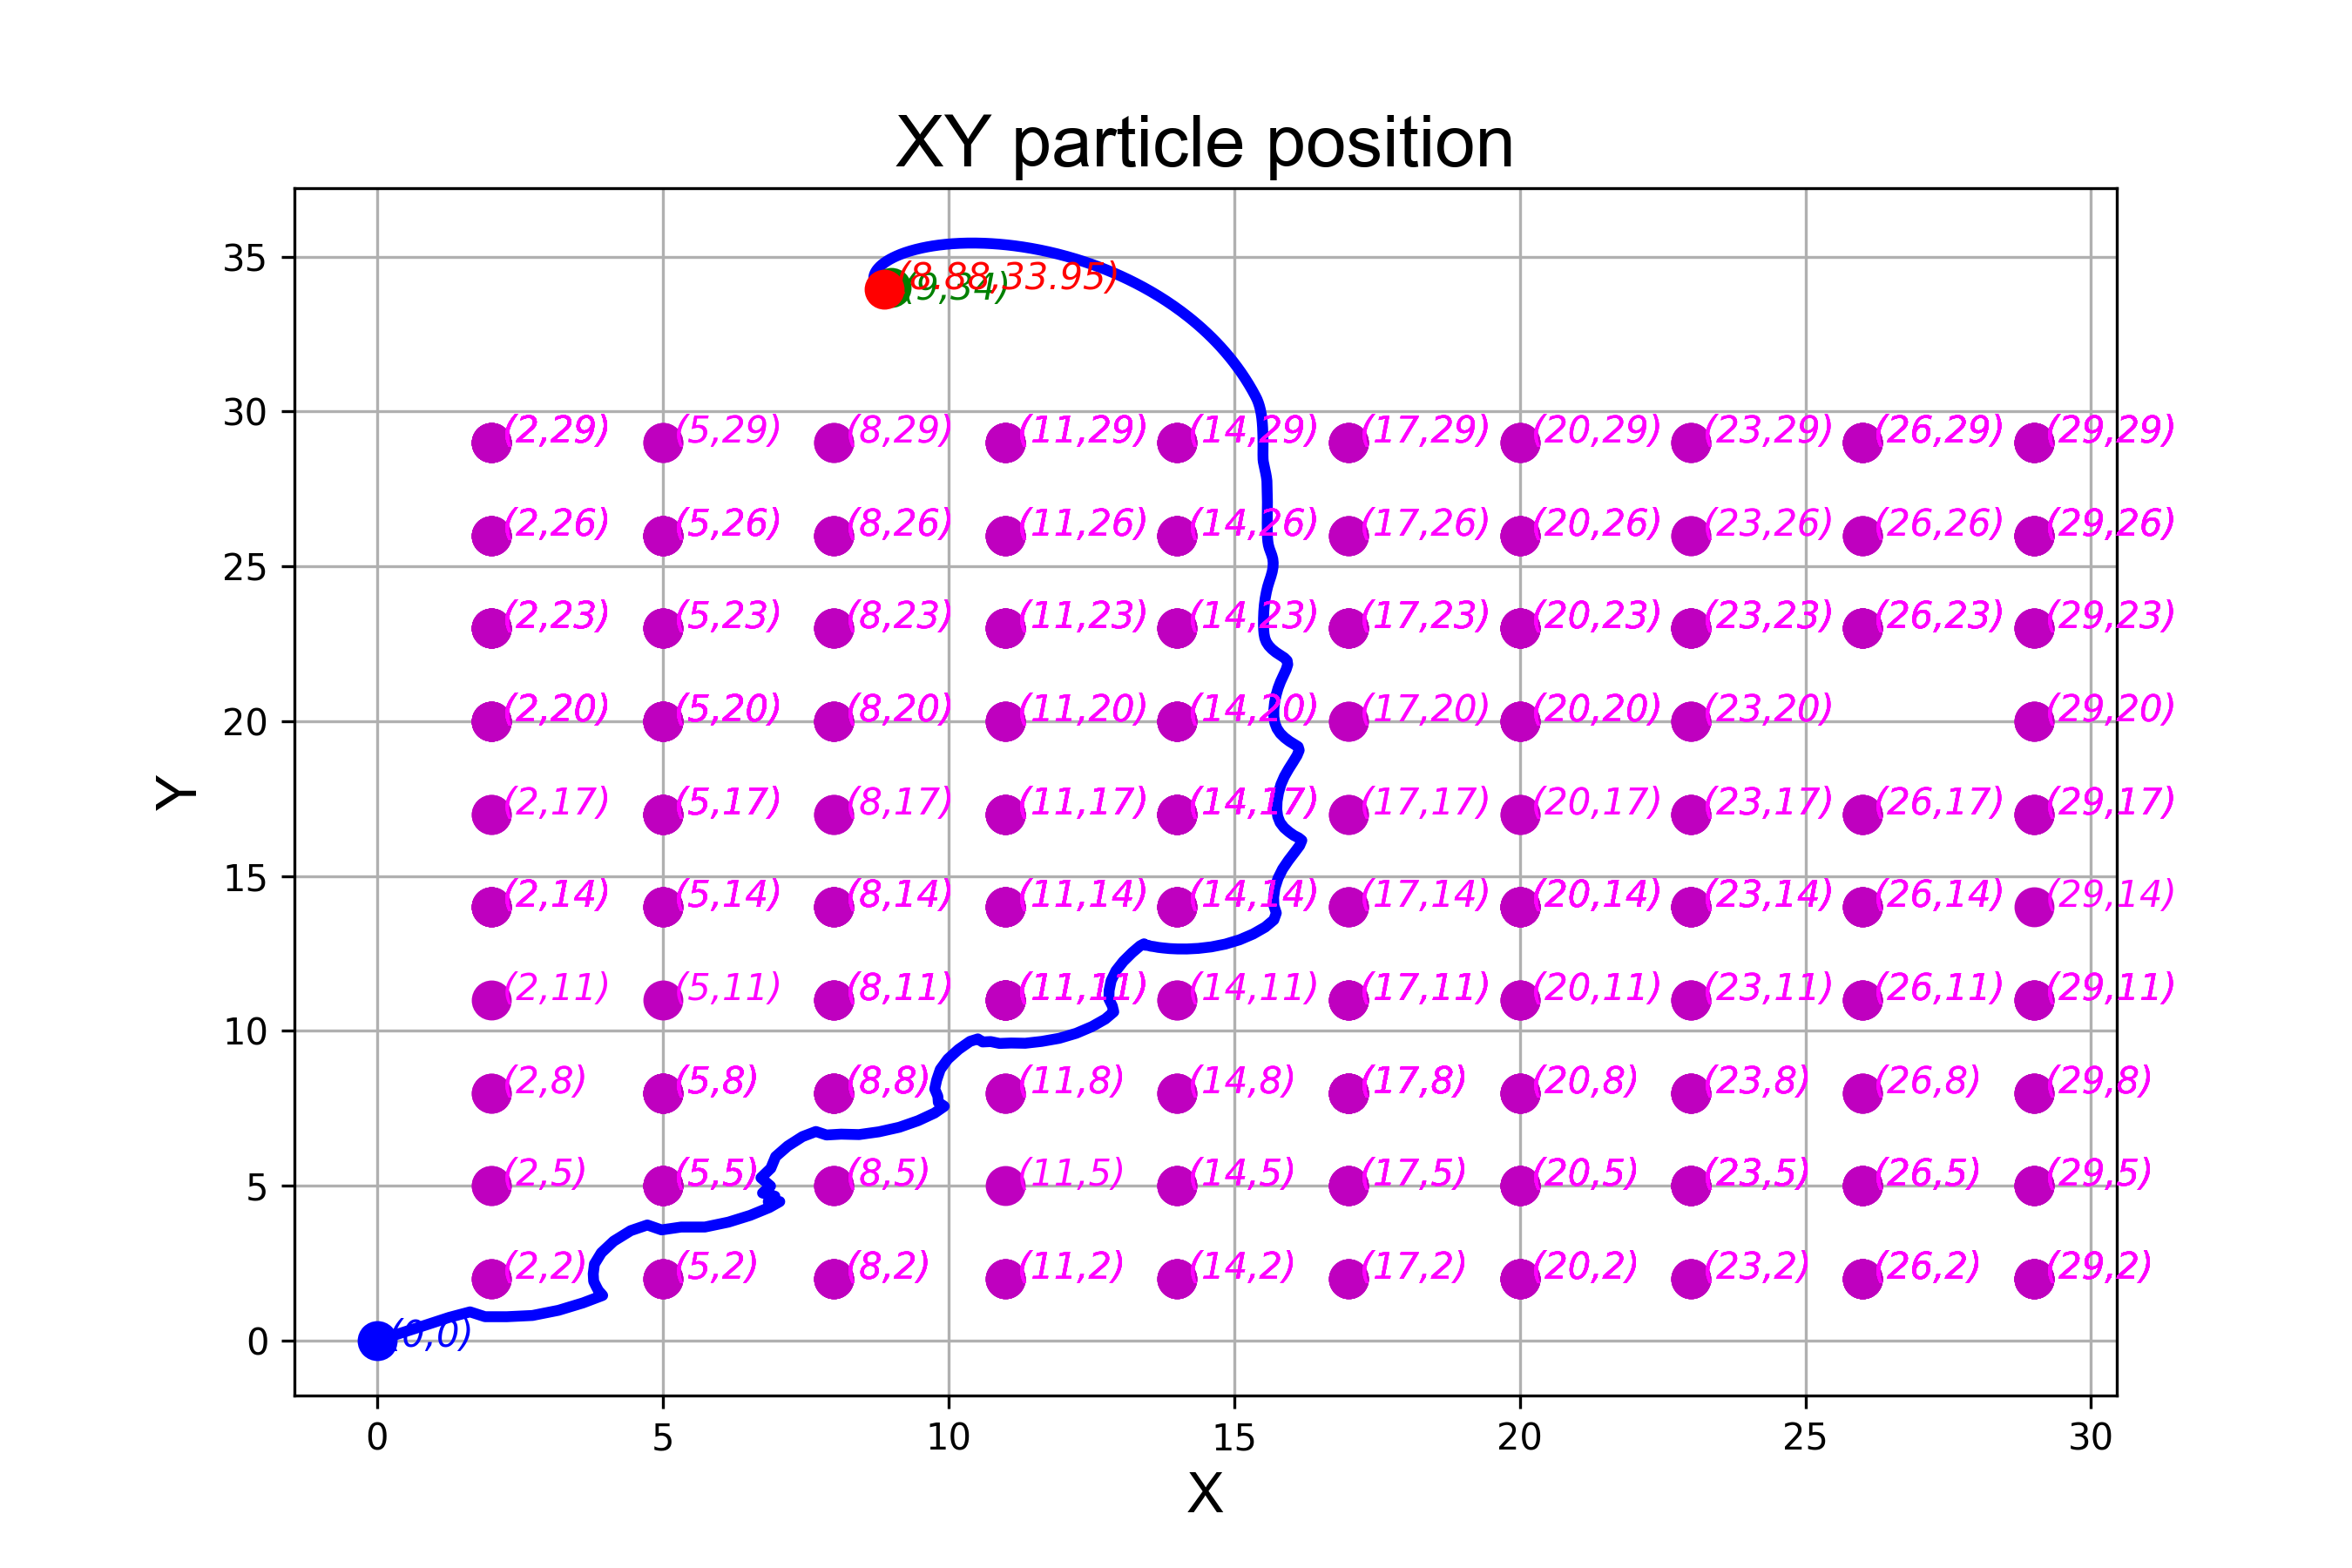 XY particle position
35
(8.88,33.95)
(9,34)
30
(2,29) (5,29) (8,29) (11,29) (14,29) (17,29) (20,29) (23,29) (26,29) (29,29)
(2,26) (5,26) (8,26) (11,26) (14,26) (17,26) (20,26) (23,26) (26,26) (29,26)
25
(2,23) (5,23) (8,23) (11,23) (14,23) (17,23) (20,23) (23,23) (26,23) (29,23)
20
(2,20) (5,20) (8,20) (11,20) (14,20) (17,20) (20,20) (23,20) (29,20)
Y
(2,17) (5,17) (8,17) (11,17) (14,17) (17,17) (20,17) (23,17) (26,17) (29,17)
15
(2,14) (5,14) (8,14) (11,14) (14,14) (17,14) (20,14) (23,14) (26,14) (29,14)
(2,11) (5,11) (8,11) (11,11) (14,11) (17,11) (20,11) (23,11) (26,11) (29,11)
10
(2,8) (5,8) (8,8) (11,8) (14,8) (17,8) (20,8) (23,8) (26,8) (29,8)
5
(2,5) (5,5) (8,5) (11,5) (14,5) (17,5) (20,5) (23,5) (26,5) (29,5)
(2,2) (5,2) (8,2) (11,2) (14,2) (17,2) (20,2) (23,2) (26,2) (29,2)
0
(0,0)
0 5 10 15 20 25 30
X